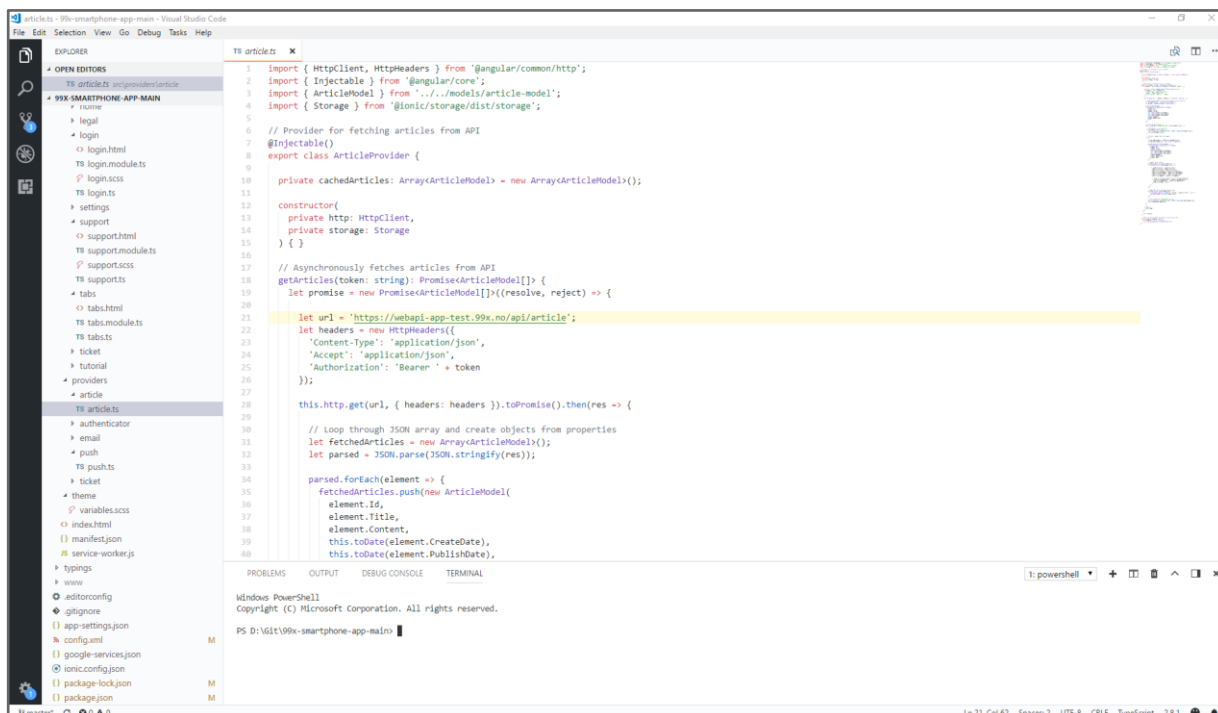 article.ts - 99x-smartphone-app-main - Visual Studio Code
File Edit Selection View Go Debug Tasks Help
EXPLORER
OPEN EDITORS
TS article.ts src\providers\article
99X-SMARTPHONE-APP-MAIN
home
legal
login
login.html
TS login.module.ts
login.scss
TS login.ts
settings
support
support.html
TS support.module.ts
support.scss
TS support.ts
tabs
tabs.html
TS tabs.module.ts
TS tabs.ts
ticket
tutorial
providers
article
TS article.ts
authenticator
email
push
TS push.ts
ticket
theme
variables.scss
index.html
{} manifest.json
JS service-worker.js
typings
www
.editorconfig
.gitignore
{} app-settings.json
config.xml M
{} google-services.json
ionic.config.json
{} package-lock.json M
{} package.json M
TS article.ts
1 import { HttpClient, HttpHeaders } from '@angular/common/http';
2 import { Injectable } from '@angular/core';
3 import { ArticleModel } from '../../models/article-model';
4 import { Storage } from '@ionic/storage/dist/storage';
5
6 // Provider for fetching articles from API
7 @Injectable()
8 export class ArticleProvider {
9
10 private cachedArticles: Array<ArticleModel> = new Array<ArticleModel>();
11
12 constructor(
13 private http: HttpClient,
14 private storage: Storage
15 ) { }
16
17 // Asynchronously fetches articles from API
18 getArticles(token: string): Promise<ArticleModel[]> {
19 let promise = new Promise<ArticleModel[]>((resolve, reject) => {
20
21 let url = 'https://webapi-app-test.99x.no/api/article';
22 let headers = new HttpHeaders({
23 'Content-Type': 'application/json',
24 'Accept': 'application/json',
25 'Authorization': 'Bearer ' + token
26 });
27
28 this.http.get(url, { headers: headers }).toPromise().then(res => {
29
30 // Loop through JSON array and create objects from properties
31 let fetchedArticles = new Array<ArticleModel>();
32 let parsed = JSON.parse(JSON.stringify(res));
33
34 parsed.forEach(element => {
35 fetchedArticles.push(new ArticleModel(
36 element.Id,
37 element.Title,
38 element.Content,
39 this.toDate(element.CreateDate),
40 this.toDate(element.PublishDate),
PROBLEMS OUTPUT DEBUG CONSOLE TERMINAL
1: powershell
Windows PowerShell
Copyright (C) Microsoft Corporation. All rights reserved.
PS D:\Git\99x-smartphone-app-main>